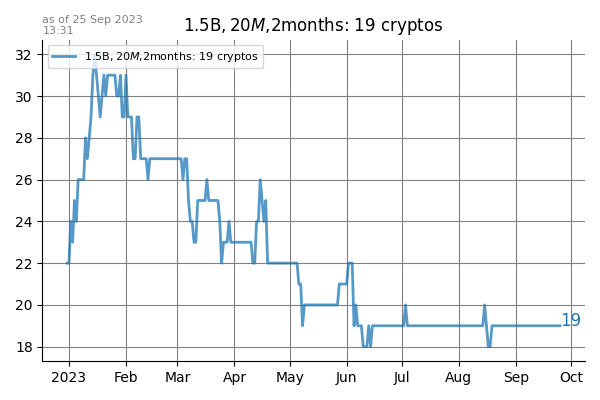 as of 25 Sep 2023
13:31
1.5B, 20M,2months: 19 cryptos
1.5B, 20M,2months: 19 cryptos
32
30
28
26
24
22
20
18
19
2023 Feb Mar Apr May Jun Jul Aug Sep Oct